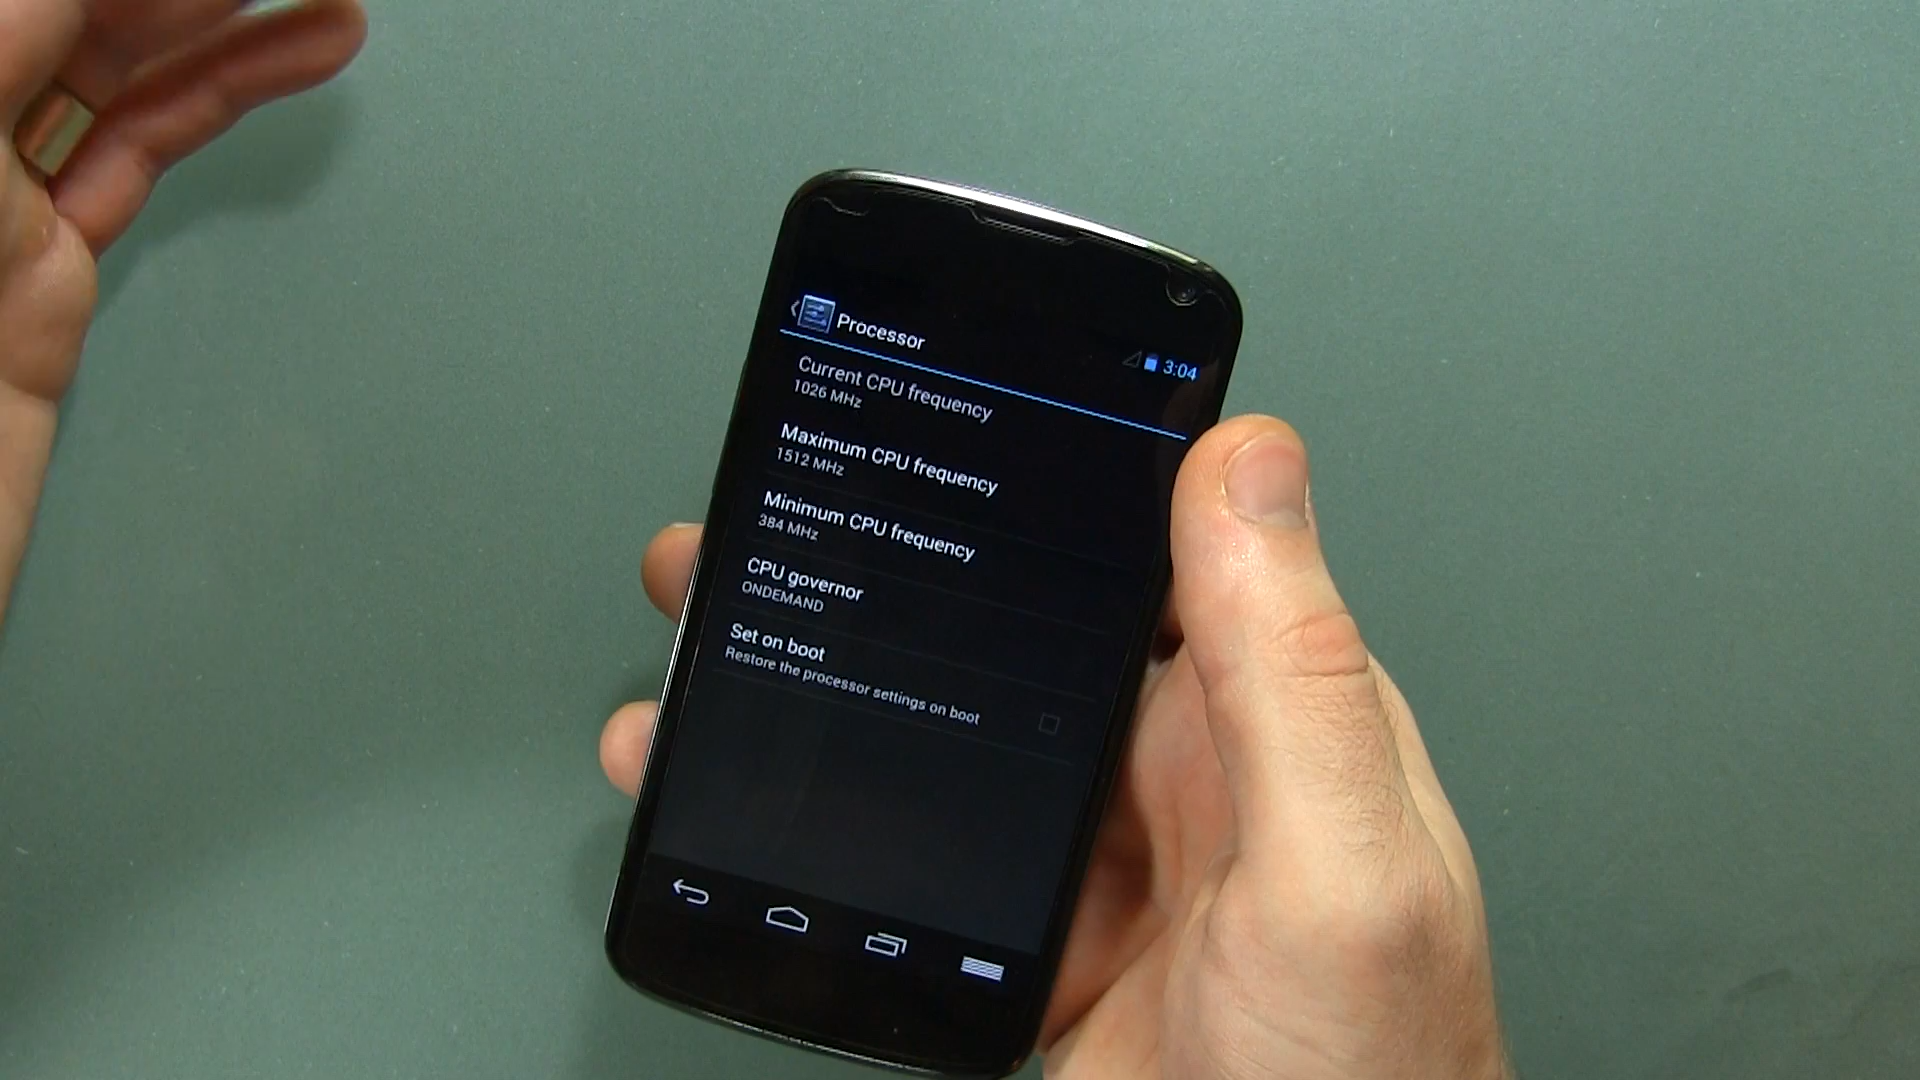 Processor
3:04
Current CPU frequency
1026 MHz
Maximum CPU frequency
1512 MHz
Minimum CPU frequency
384 MHz
CPU governor
ONDEMAND
Set on boot
Restore the processor settings on boot